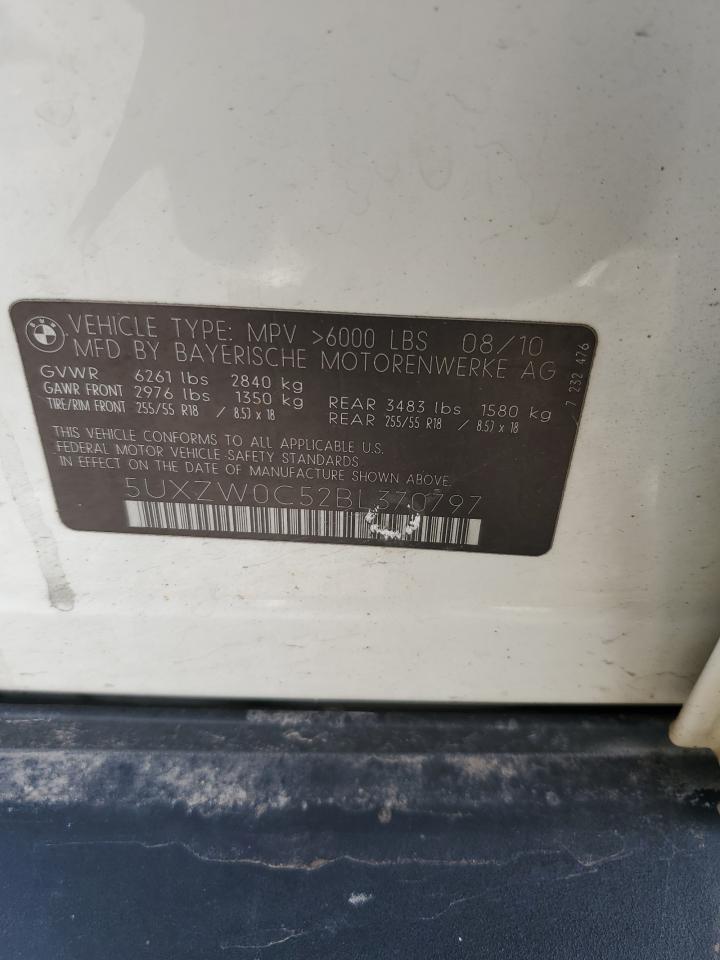 BMW
VEHICLE TYPE: MPV >6000 LBS 08/10
MFD BY BAYERISCHE MOTORENWERKE AG
GVWR 6261 lbs 2840 kg
GAWR FRONT 2976 lbs 1350 kg REAR 3483 lbs 1580 kg
TIRE/RIM FRONT 255/55 R18 / 8.5J x 18 REAR 255/55 R18 / 8.5J x 18
THIS VEHICLE CONFORMS TO ALL APPLICABLE U.S.
FEDERAL MOTOR VEHICLE SAFETY STANDARDS
IN EFFECT ON THE DATE OF MANUFACTURE SHOWN ABOVE.
5UXZW0C52BL370797
7 232 476